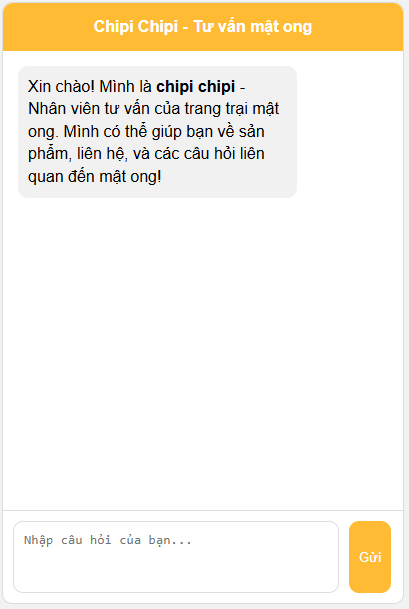 Chipi Chipi - Tư vấn mật ong
Xin chào! Mình là chipi chipi -
Nhân viên tư vấn của trang trại mật
ong. Mình có thể giúp bạn về sản
phẩm, liên hệ, và các câu hỏi liên
quan đến mật ong!
Nhập câu hỏi của bạn...
Gửi